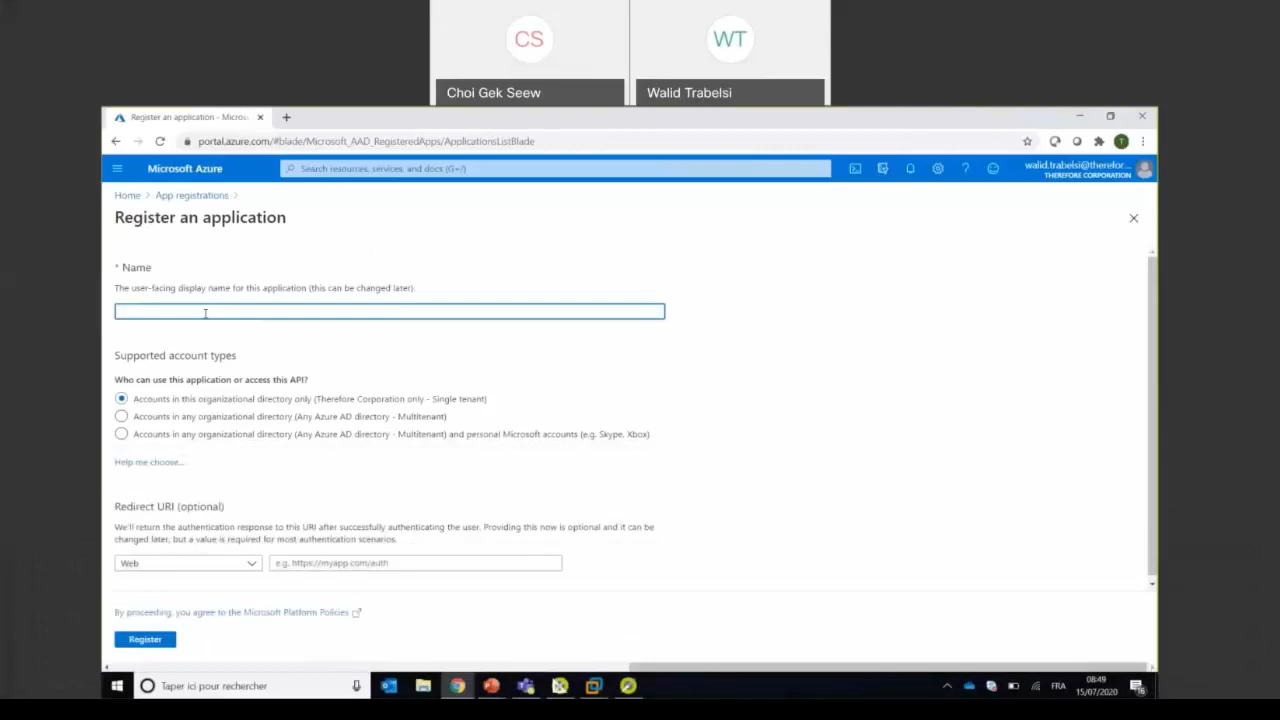 CS
WT
Choi Gek Seew
Walid Trabelsi
Register an application - Micros
portal.azure.com/#blade/Microsoft_AAD_RegisteredApps/ApplicationsListBlade
T
Microsoft Azure
Search resources, services, and docs (G+/)
walid.trabelsi@therefor...
THEREFORE CORPORATION
Home > App registrations >
Register an application
* Name
The user-facing display name for this application (this can be changed later).
Supported account types
Who can use this application or access this API?
Accounts in this organizational directory only (Therefore Corporation only - Single tenant)
Accounts in any organizational directory (Any Azure AD directory - Multitenant)
Accounts in any organizational directory (Any Azure AD directory - Multitenant) and personal Microsoft accounts (e.g. Skype, Xbox)
Help me choose...
Redirect URI (optional)
We'll return the authentication response to this URI after successfully authenticating the user. Providing this now is optional and it can be
changed later, but a value is required for most authentication scenarios.
Web
e.g. https://myapp.com/auth
By proceeding, you agree to the Microsoft Platform Policies
Register
Taper ici pour rechercher
FRA
08:49
15/07/2020
16